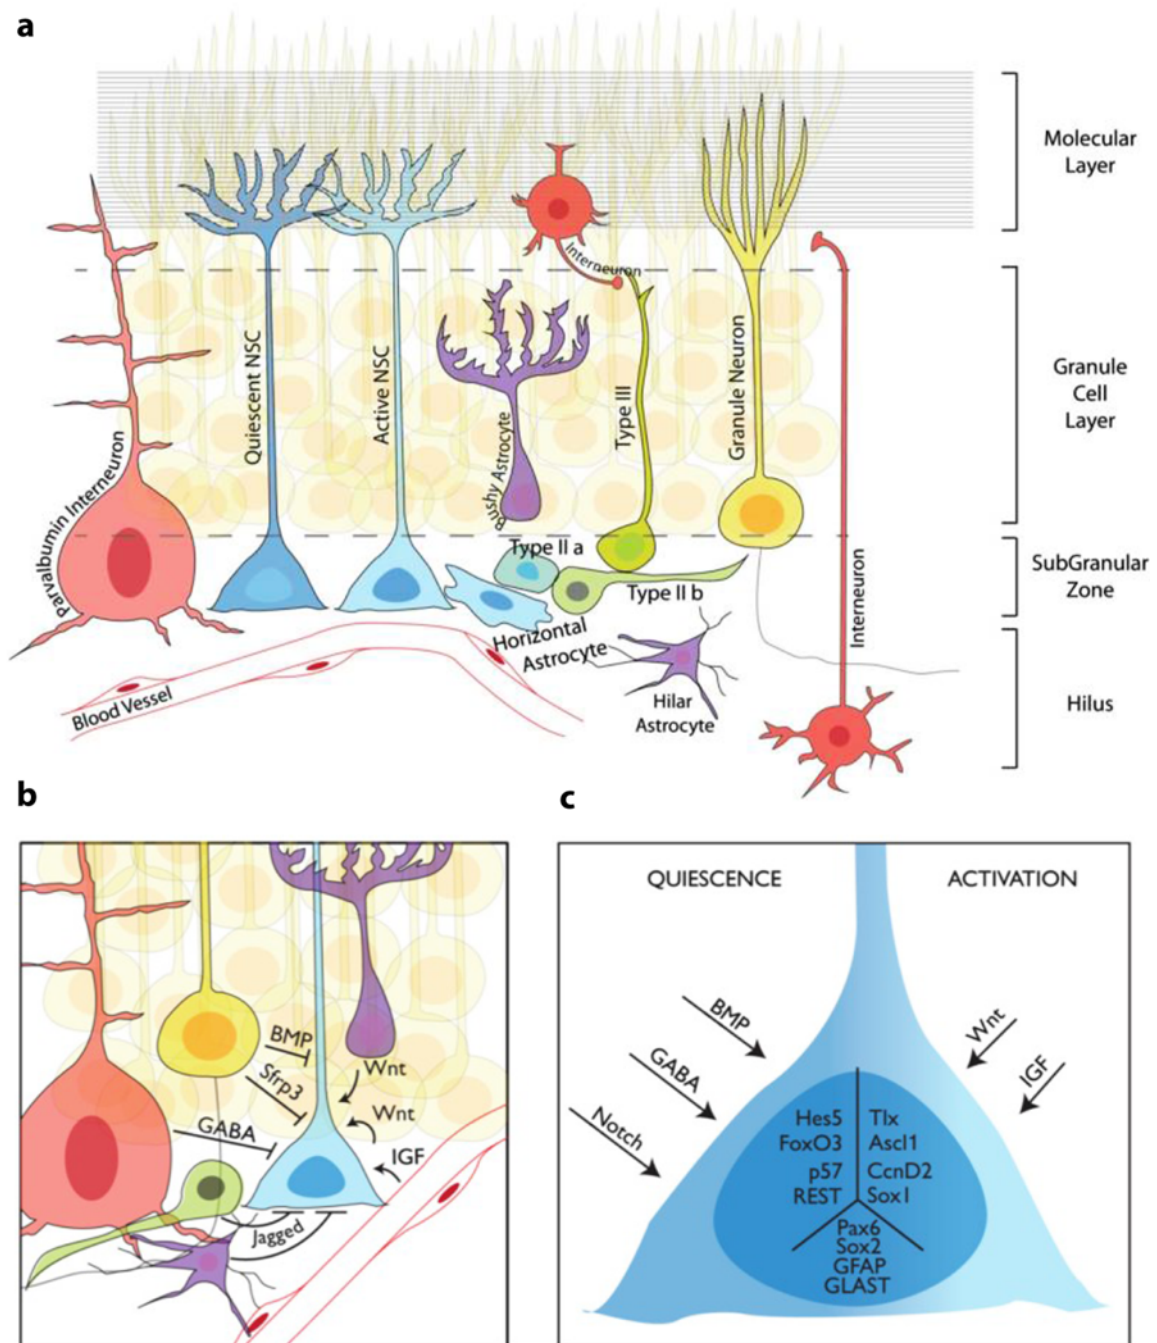 a
Molecular
Layer
Interneuron
Quiescent NSC
Active NSC
Bushy Astrocyte
Type III
Granule Neuron
Granule
Cell
Layer
Parvalbumin Interneuron
Type II a
Type II b
SubGranular
Zone
Interneuron
Horizontal
Astrocyte
Hilar
Astrocyte
Blood Vessel
Hilus
b
BMP
Sfrp3
GABA
Wnt
Wnt
IGF
Jagged
c
QUIESCENCE
ACTIVATION
BMP
GABA
Notch
Wnt
IGF
Hes5
FoxO3
p57
REST
Tlx
Ascl1
CcnD2
Sox1
Pax6
Sox2
GFAP
GLAST